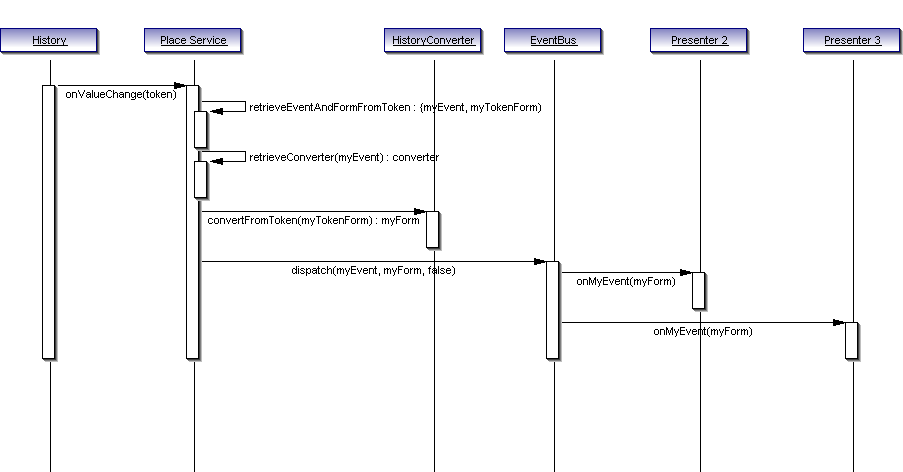 History
Place Service
HistoryConverter
EventBus
Presenter 2
Presenter 3
onValueChange(token)
retrieveEventAndFormFromToken : (myEvent, myTokenForm)
retrieveConverter(myEvent) : converter
convertFromToken(myTokenForm) : myForm
dispatch(myEvent, myForm, false)
onMyEvent(myForm)
onMyEvent(myForm)